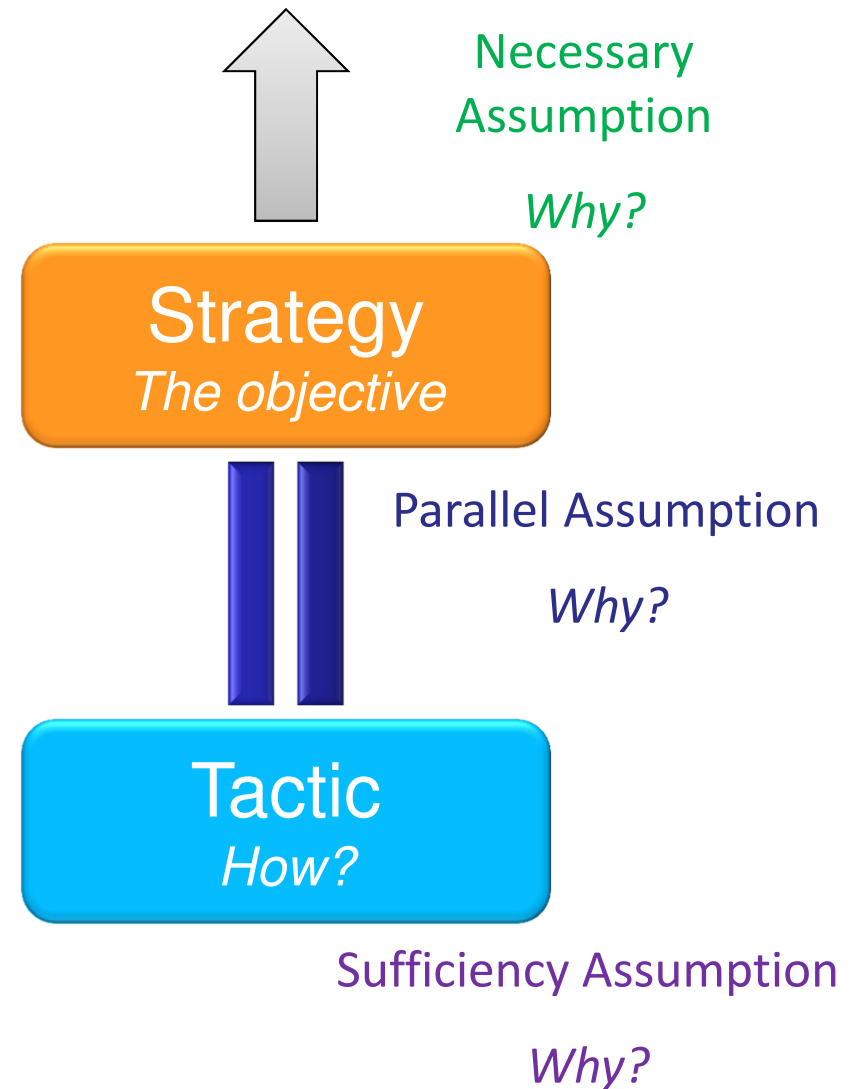 Necessary
Assumption
Why?
Strategy
The objective
Parallel Assumption
Why?
Tactic
How?
Sufficiency Assumption
Why?